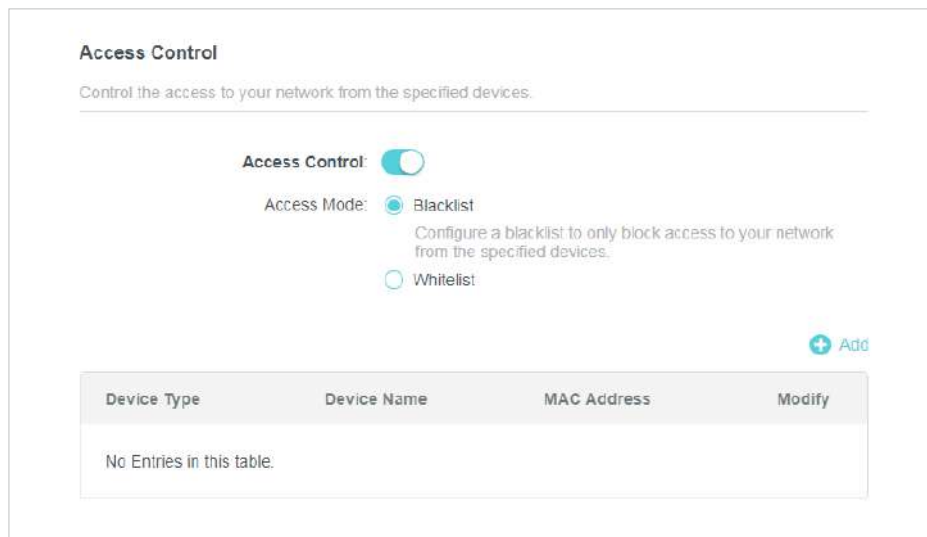 Access Control
Control the access to your network from the specified devices.
Access Control:
Access Mode: Blacklist
Configure a blacklist to only block access to your network
from the specified devices.
Whitelist
Add
Device Type Device Name MAC Address Modify
No Entries in this table.